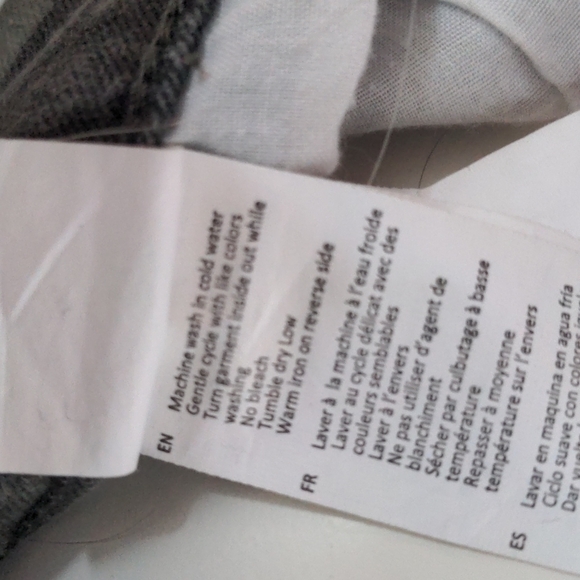 EN
Machine wash in cold water
Gentle cycle with like colors
Turn garment inside out while
washing
No bleach
Tumble dry Low
Warm iron on reverse side
FR
Laver à la machine à l'eau froide
Laver au cycle délicat avec des
couleurs semblables
Laver à l'envers
Ne pas utiliser d'agent de
blanchiment
Sécher par culbutage à basse
température
Repasser à moyenne
température sur l'envers
ES
Lavar en maquina en agua fría
Ciclo suave con colores
Dar